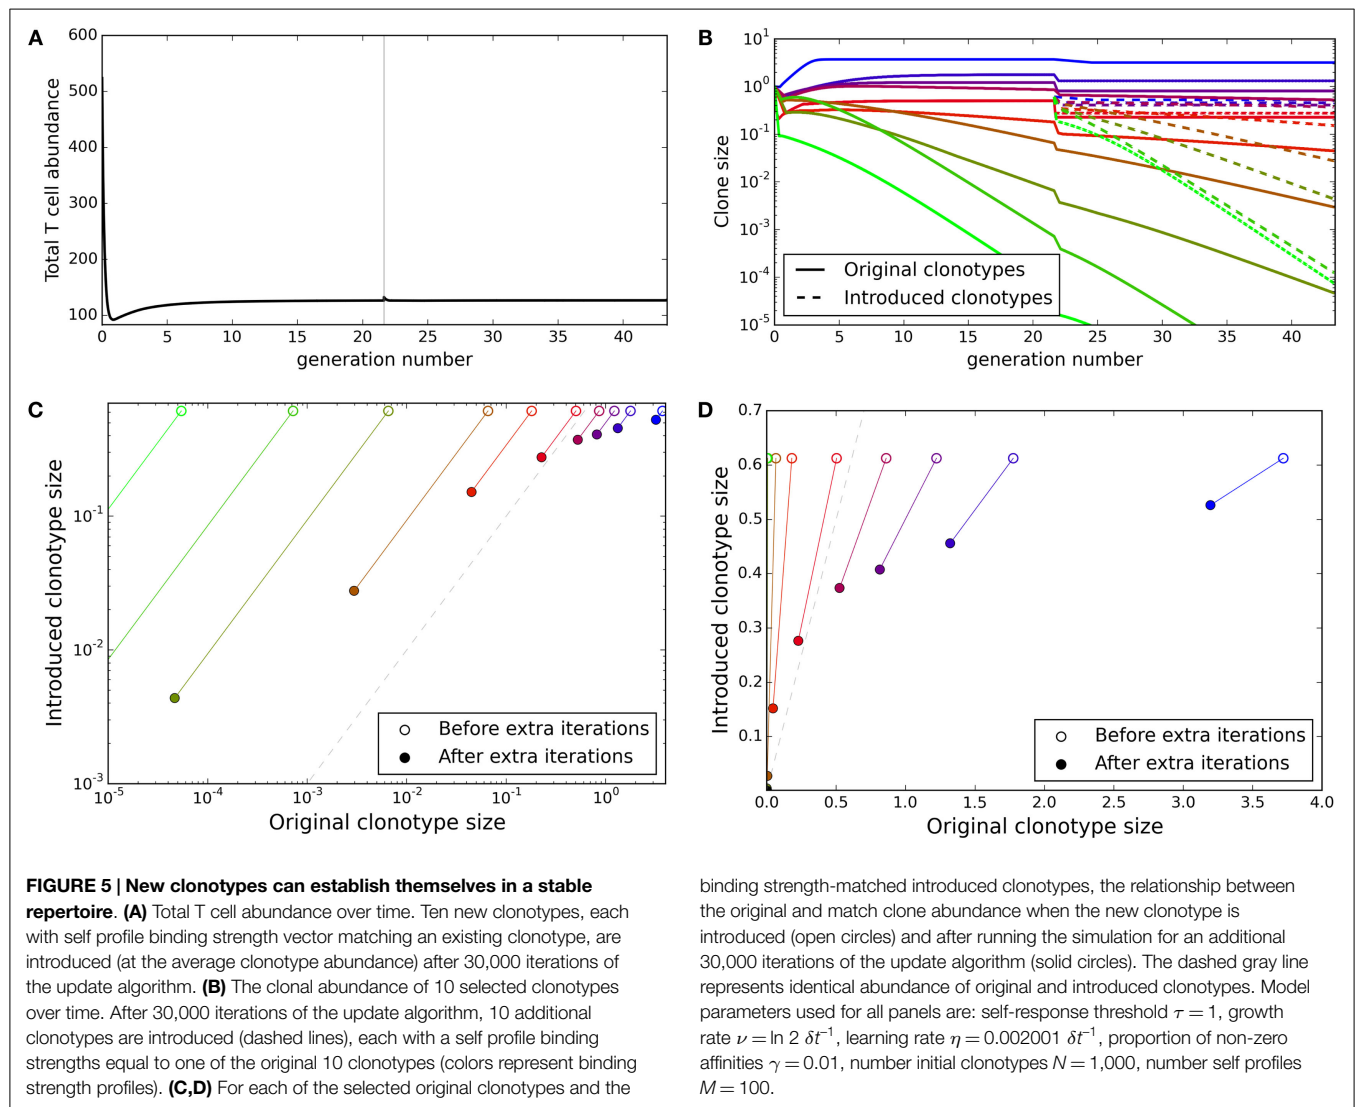 A
600
500
400
300
200
100
Total T cell abundance
0
5
10
15
20
25
30
35
40
generation number
B
10^1
10^0
10^-1
10^-2
10^-3
10^-4
10^-5
Clone size
Original clonotypes
Introduced clonotypes
0
5
10
15
20
25
30
35
40
generation number
C
10^-1
10^-2
10^-3
Introduced clonotype size
Before extra iterations
After extra iterations
10^-5
10^-4
10^-3
10^-2
10^-1
10^0
Original clonotype size
D
0.7
0.6
0.5
0.4
0.3
0.2
0.1
Introduced clonotype size
Before extra iterations
After extra iterations
0.0
0.5
1.0
1.5
2.0
2.5
3.0
3.5
4.0
Original clonotype size
FIGURE 5 | New clonotypes can establish themselves in a stable
repertoire. (A) Total T cell abundance over time. Ten new clonotypes, each
with self profile binding strength vector matching an existing clonotype, are
introduced (at the average clonotype abundance) after 30,000 iterations of
the update algorithm. (B) The clonal abundance of 10 selected clonotypes
over time. After 30,000 iterations of the update algorithm, 10 additional
clonotypes are introduced (dashed lines), each with a self profile binding
strengths equal to one of the original 10 clonotypes (colors represent binding
strength profiles). (C,D) For each of the selected original clonotypes and the
binding strength-matched introduced clonotypes, the relationship between
the original and match clone abundance when the new clonotype is
introduced (open circles) and after running the simulation for an additional
30,000 iterations of the update algorithm (solid circles). The dashed gray line
represents identical abundance of original and introduced clonotypes. Model
parameters used for all panels are: self-response threshold τ = 1, growth
rate ν = ln 2 δt⁻¹, learning rate η = 0.002001 δt⁻¹, proportion of non-zero
affinities γ = 0.01, number initial clonotypes N = 1,000, number self profiles
M = 100.